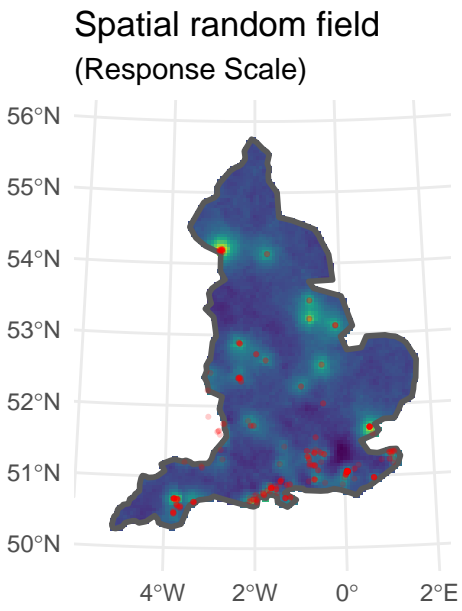 Spatial random field
(Response Scale)
56°N
55°N
54°N
53°N
52°N
51°N
50°N
4°W 2°W 0° 2°E